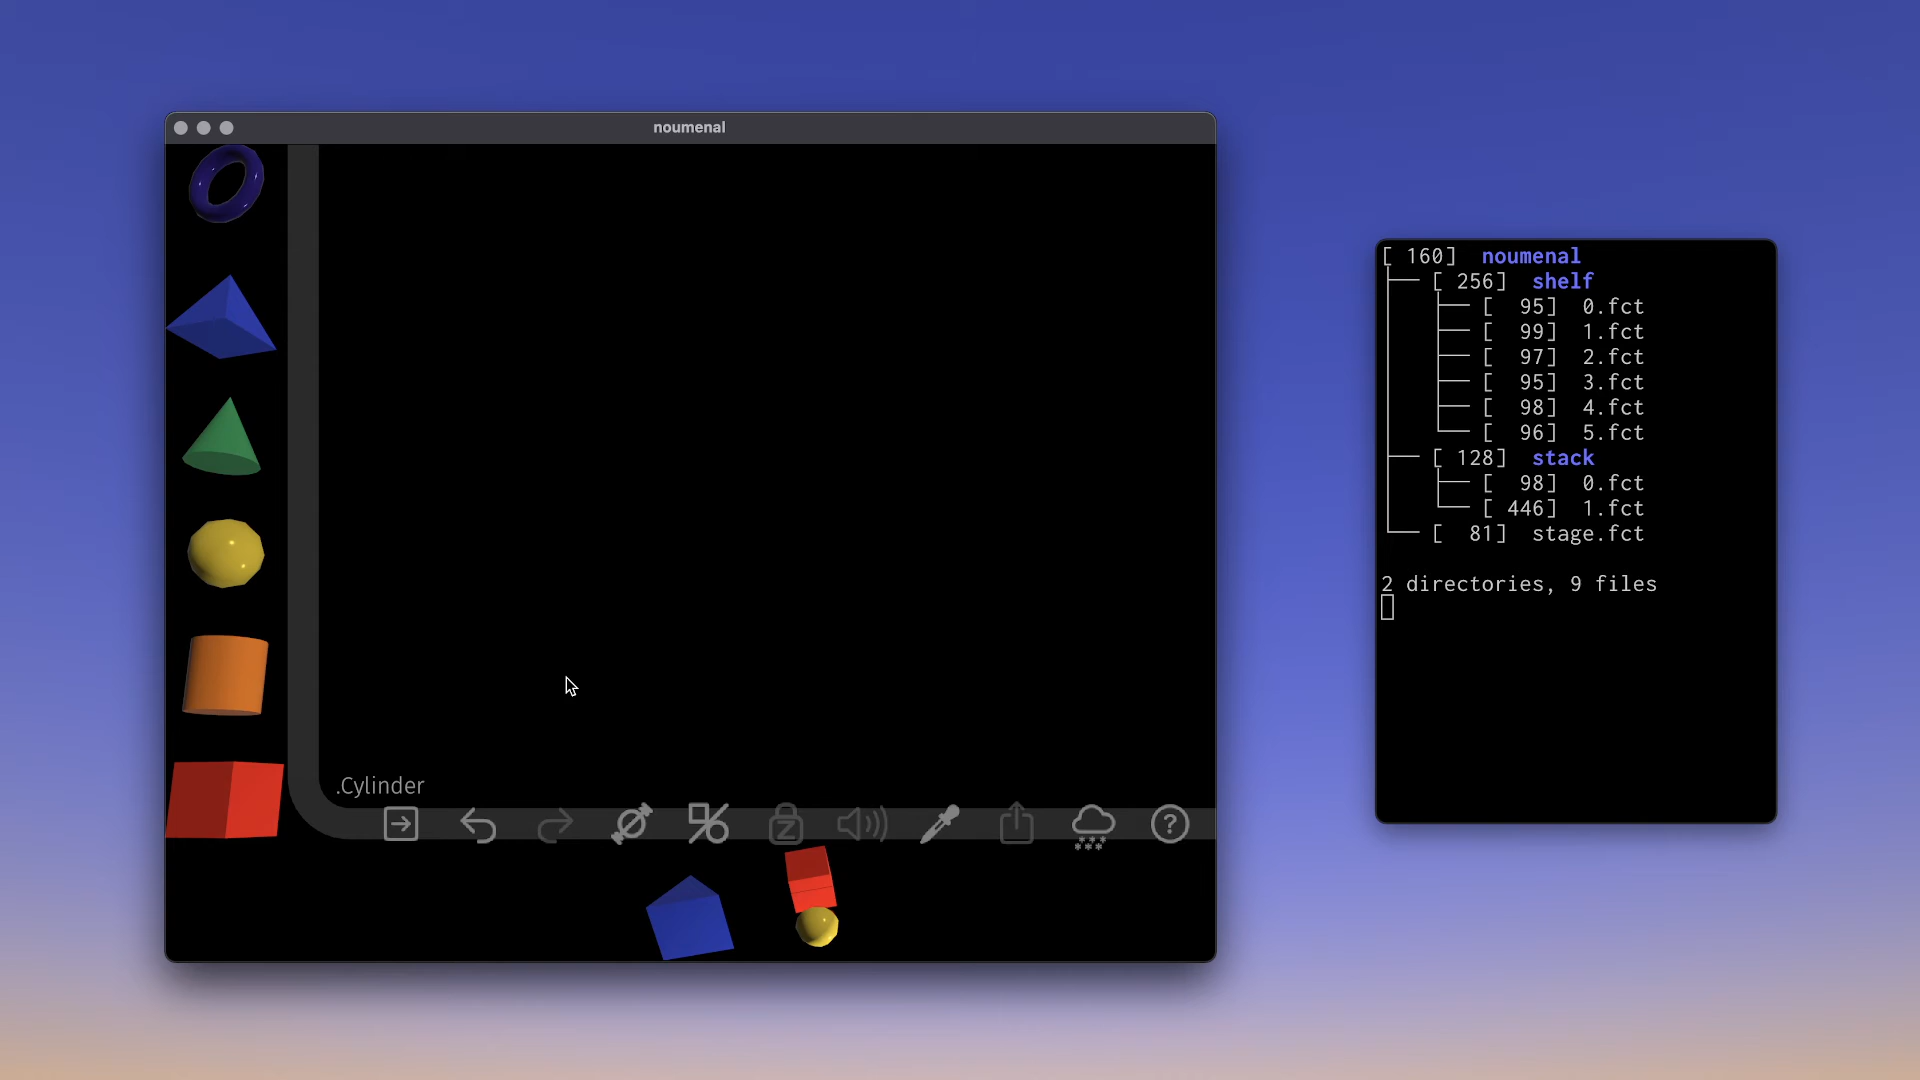 noumenal
.Cylinder
[ 160]  noumenal
├── [ 256]  shelf
│   ├── [  95]  0.fct
│   ├── [  99]  1.fct
│   ├── [  97]  2.fct
│   ├── [  95]  3.fct
│   ├── [  98]  4.fct
│   └── [  96]  5.fct
├── [ 128]  stack
│   ├── [  98]  0.fct
│   └── [ 446]  1.fct
└── [  81]  stage.fct
2 directories, 9 files